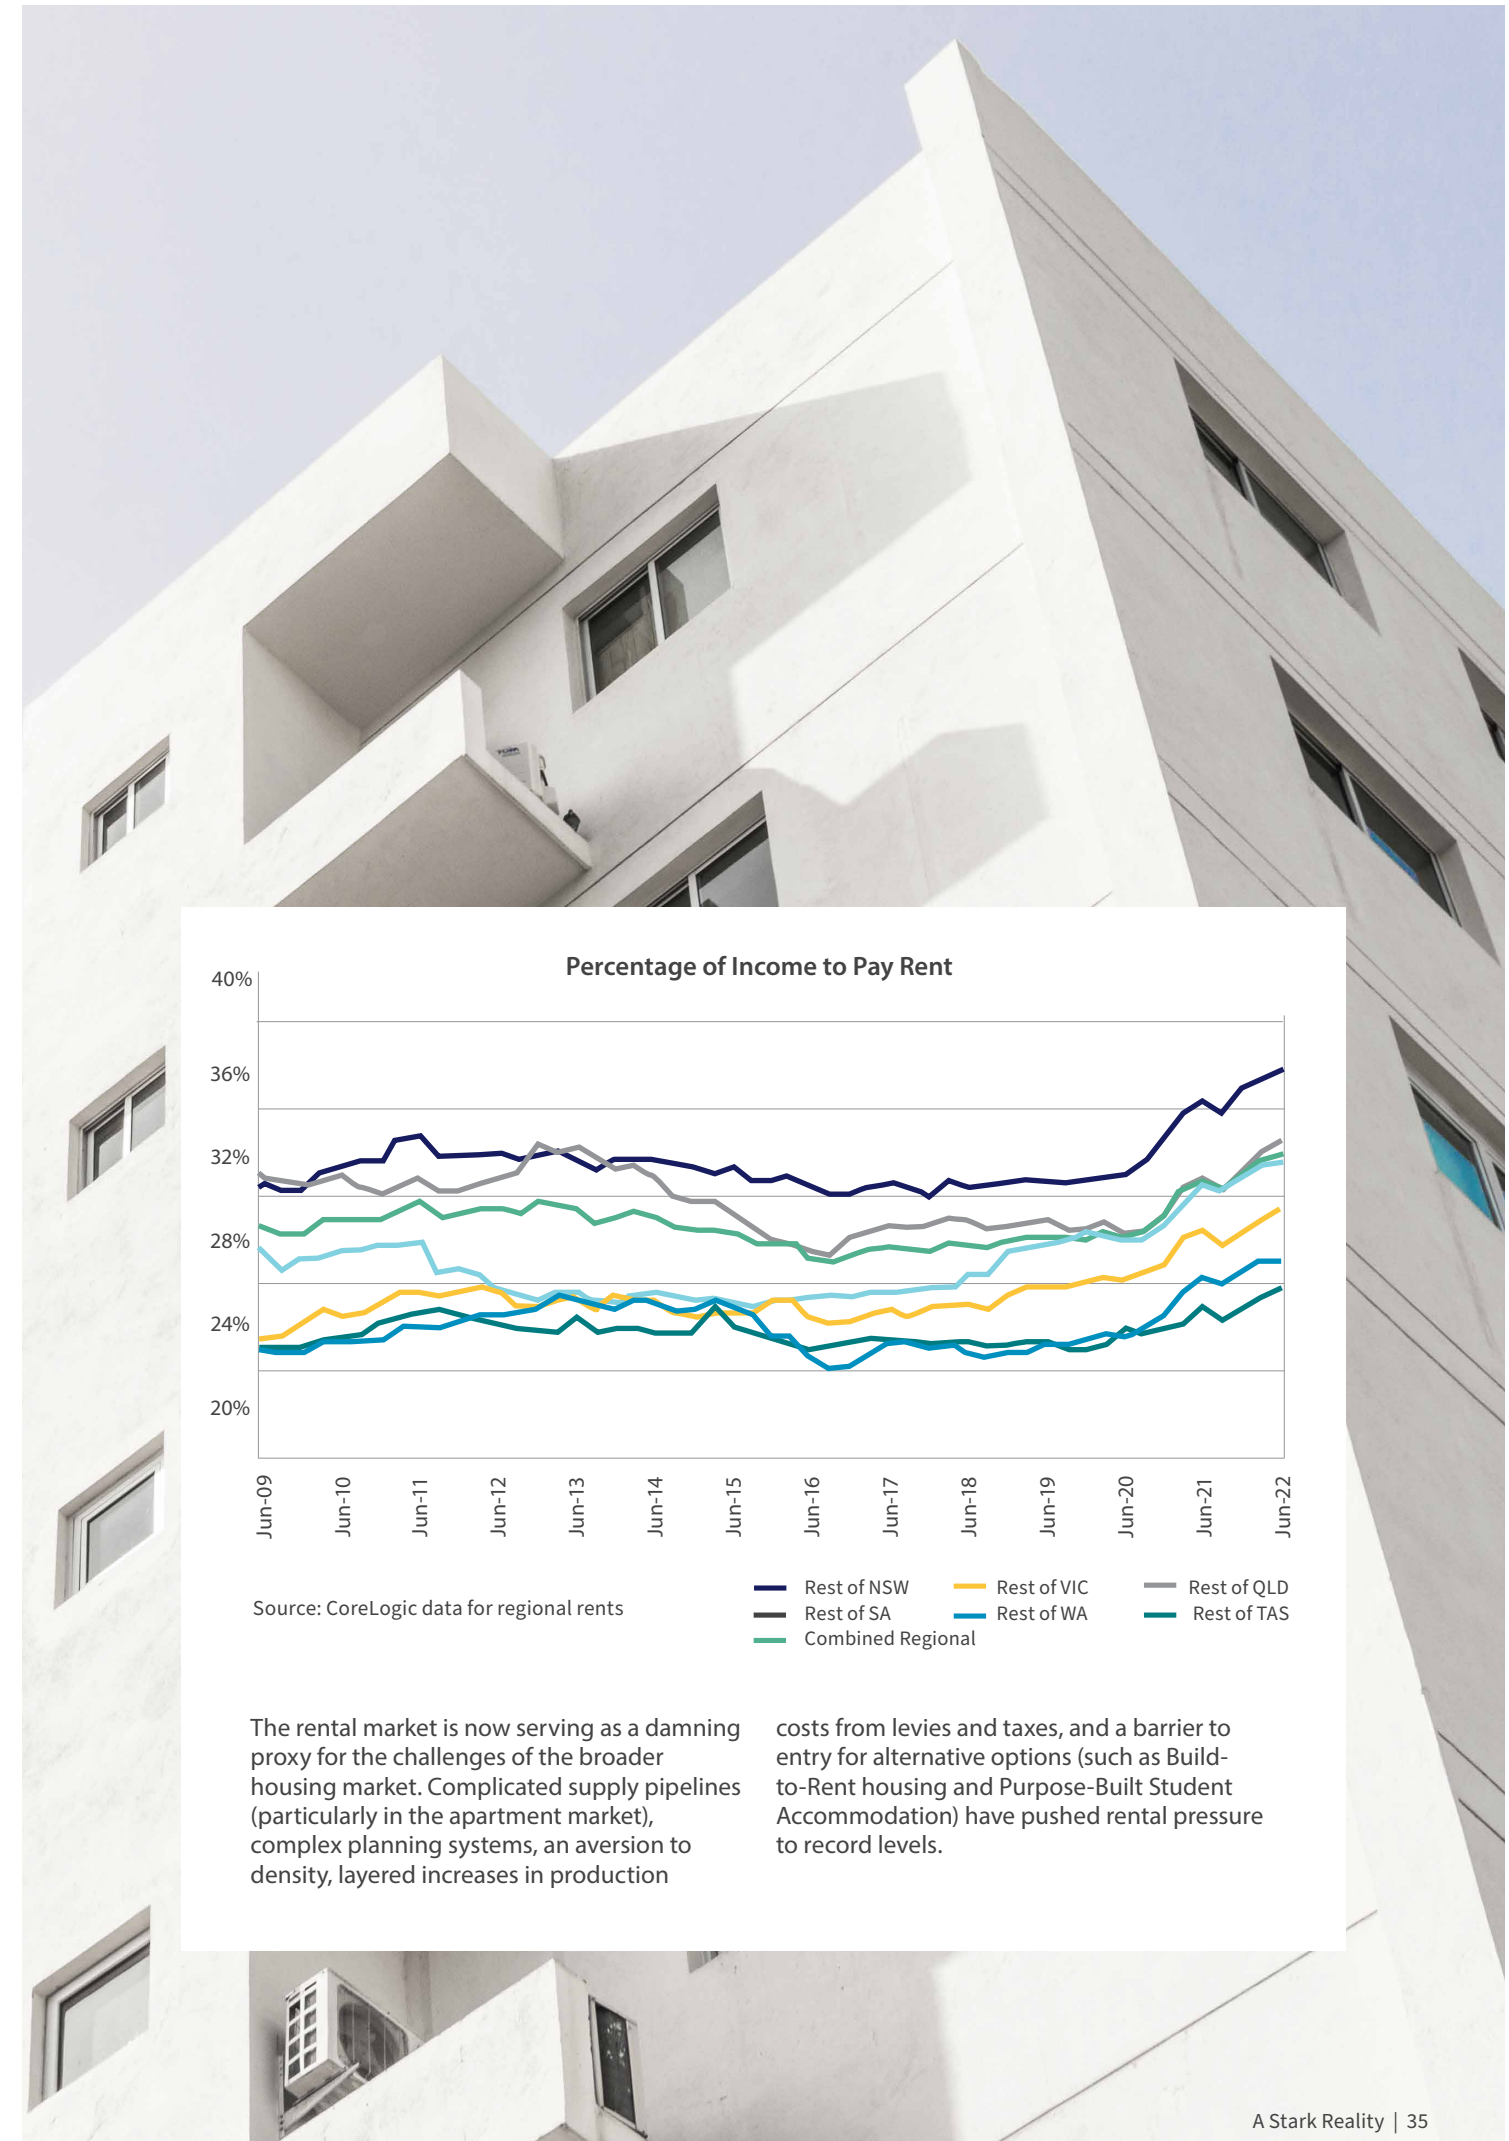 Percentage of Income to Pay Rent
40%
36%
32%
28%
24%
20%
Jun-09
Jun-10
Jun-11
Jun-12
Jun-13
Jun-14
Jun-15
Jun-16
Jun-17
Jun-18
Jun-19
Jun-20
Jun-21
Jun-22
Source: CoreLogic data for regional rents
Rest of NSW
Rest of VIC
Rest of QLD
Rest of SA
Rest of WA
Rest of TAS
Combined Regional
The rental market is now serving as a damning
proxy for the challenges of the broader
housing market. Complicated supply pipelines
(particularly in the apartment market),
complex planning systems, an aversion to
density, layered increases in production
costs from levies and taxes, and a barrier to
entry for alternative options (such as Build-
to-Rent housing and Purpose-Built Student
Accommodation) have pushed rental pressure
to record levels.
A Stark Reality | 35